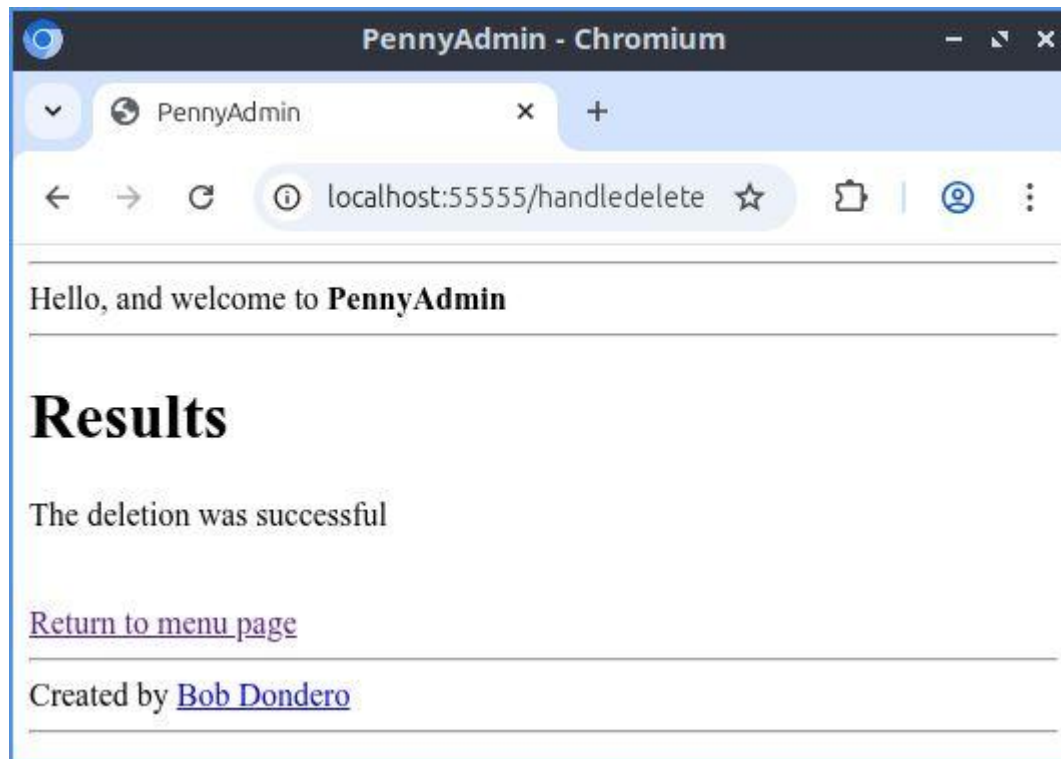 PennyAdmin - Chromium
PennyAdmin
localhost:55555/handledelete
Hello, and welcome to PennyAdmin
Results
The deletion was successful
Return to menu page
Created by Bob Dondero